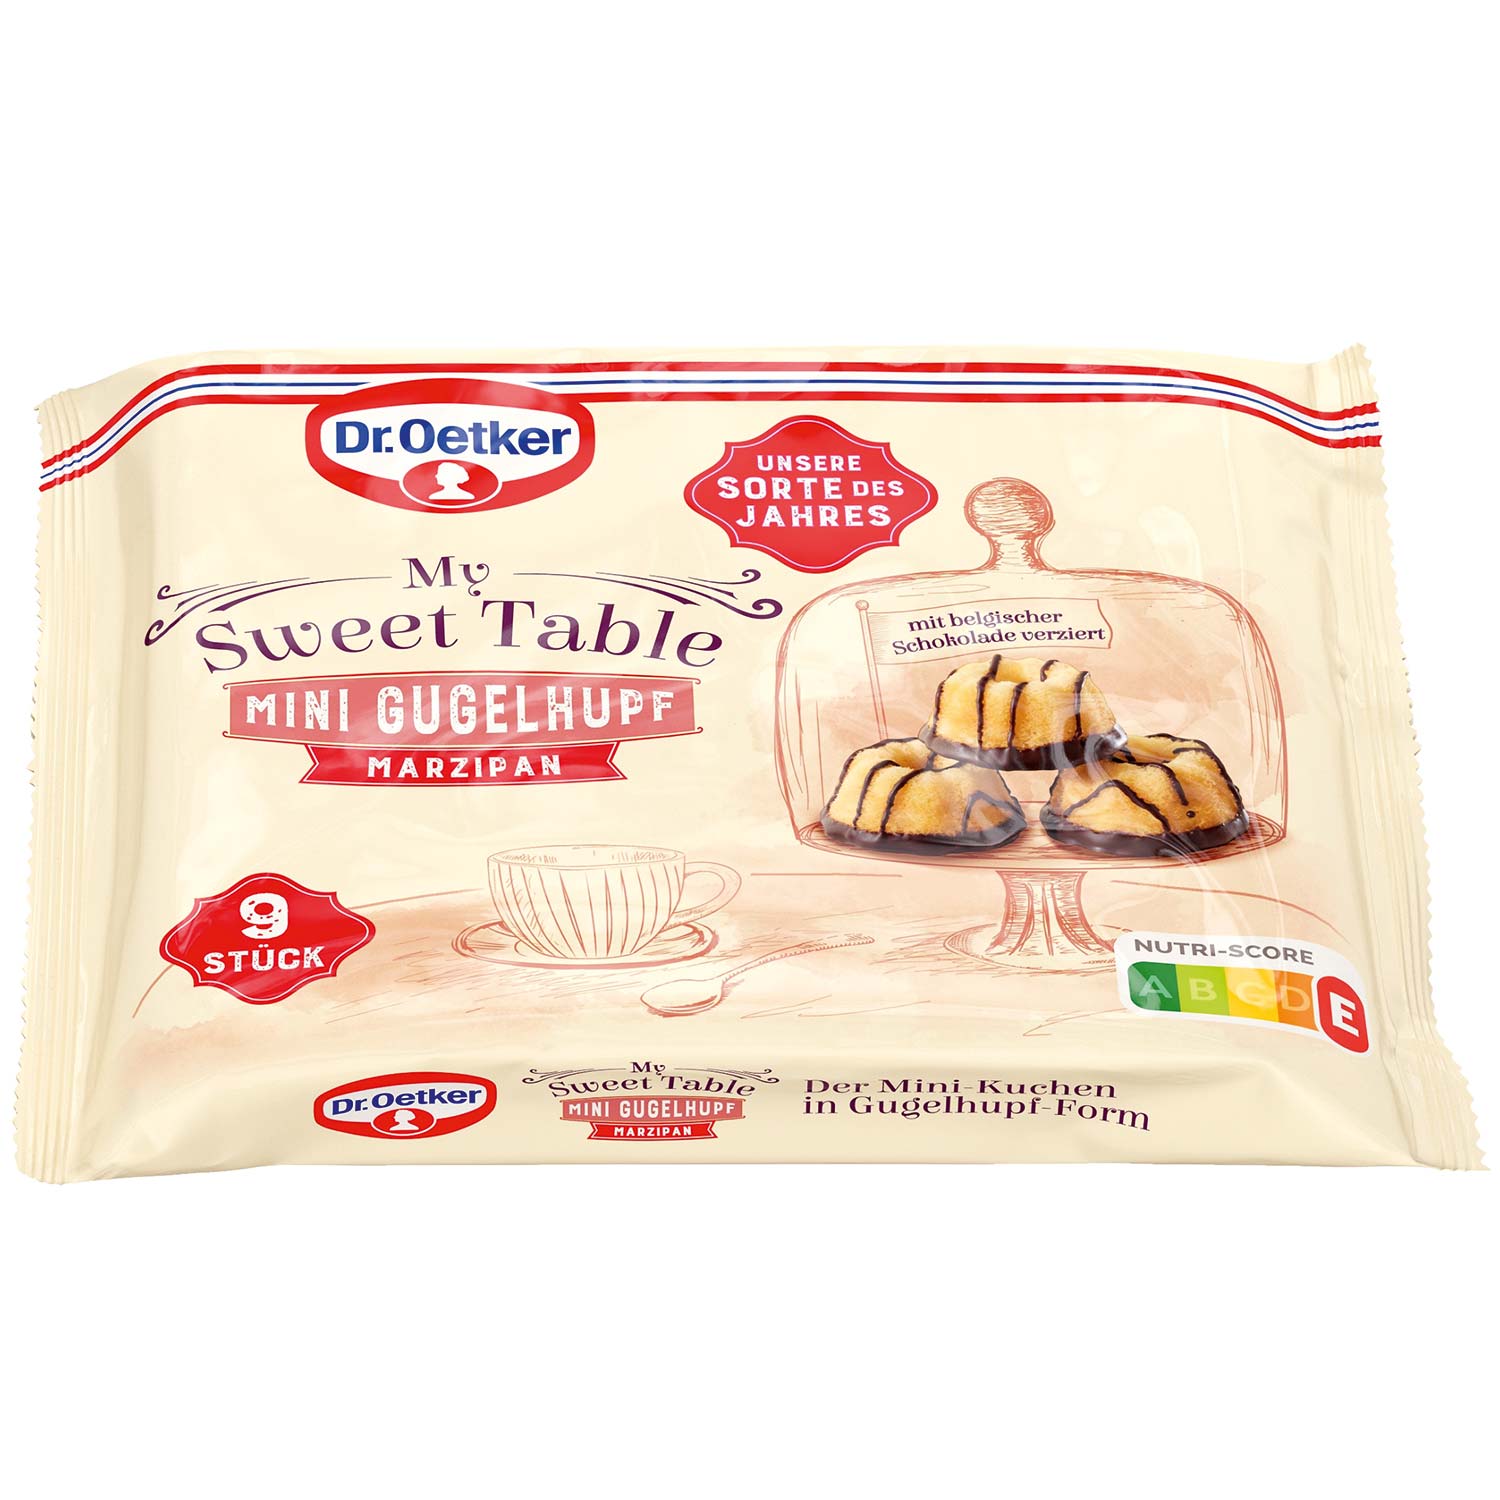 Dr. Oetker
UNSERE
SORTE DES
JAHRES
My
Sweet Table
MINI GUGELHUPF
MARZIPAN
mit belgischer
Schokolade verziert
9
STÜCK
NUTRI-SCORE
A B C D E
Dr. Oetker
My
Sweet Table
MINI GUGELHUPF
MARZIPAN
Der Mini-Kuchen
in Gugelhupf-Form